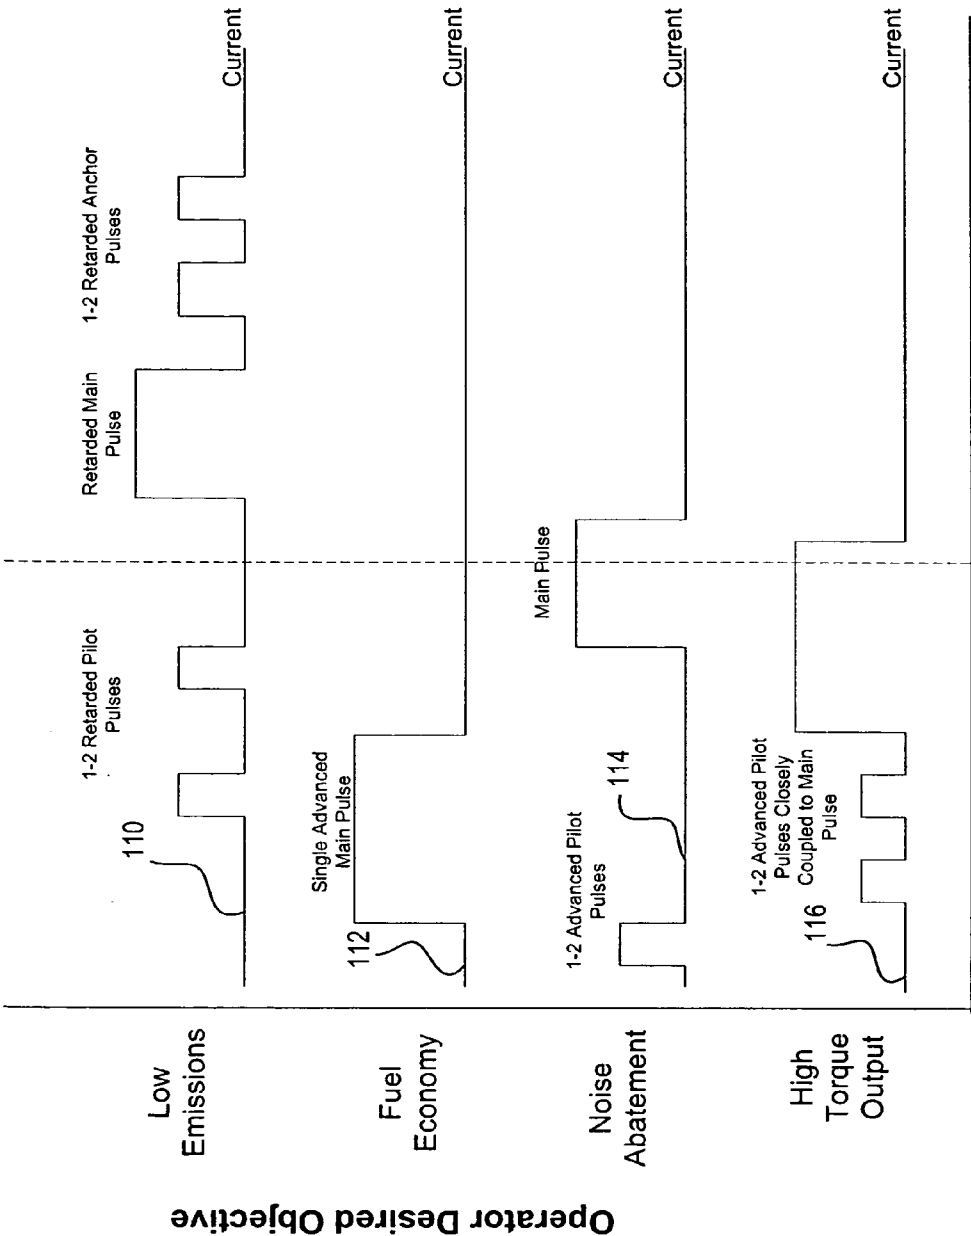 Operator Desired Objective
Low
Emissions
110
1-2 Retarded Pilot
Pulses
Retarded Main
Pulse
1-2 Retarded Anchor
Pulses
Current
Fuel
Economy
112
Single Advanced
Main Pulse
Current
Noise
Abatement
1-2 Advanced Pilot
Pulses
114
Main Pulse
Current
High
Torque
Output
116
1-2 Advanced Pilot
Pulses Closely
Coupled to Main
Pulse
Current